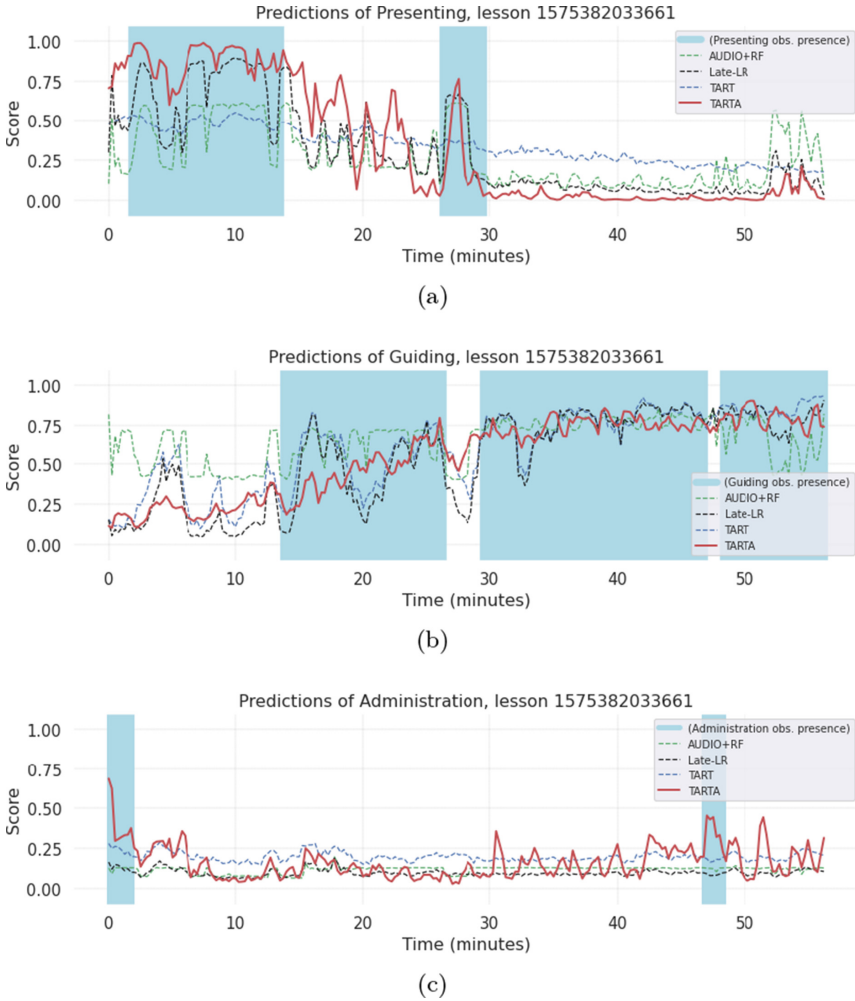 Predictions of Presenting, lesson 1575382033661
1.00
0.75
0.50
0.25
0.00
Score
(Presenting obs. presence)
AUDIO+RF
Late-LR
TART
TARTA
0 10 20 30 40 50
Time (minutes)
(a)
Predictions of Guiding, lesson 1575382033661
1.00
0.75
0.50
0.25
0.00
Score
(Guiding obs. presence)
AUDIO+RF
Late-LR
TART
TARTA
0 10 20 30 40 50
Time (minutes)
(b)
Predictions of Administration, lesson 1575382033661
1.00
0.75
0.50
0.25
0.00
Score
(Administration obs. presence)
AUDIO+RF
Late-LR
TART
TARTA
0 10 20 30 40 50
Time (minutes)
(c)